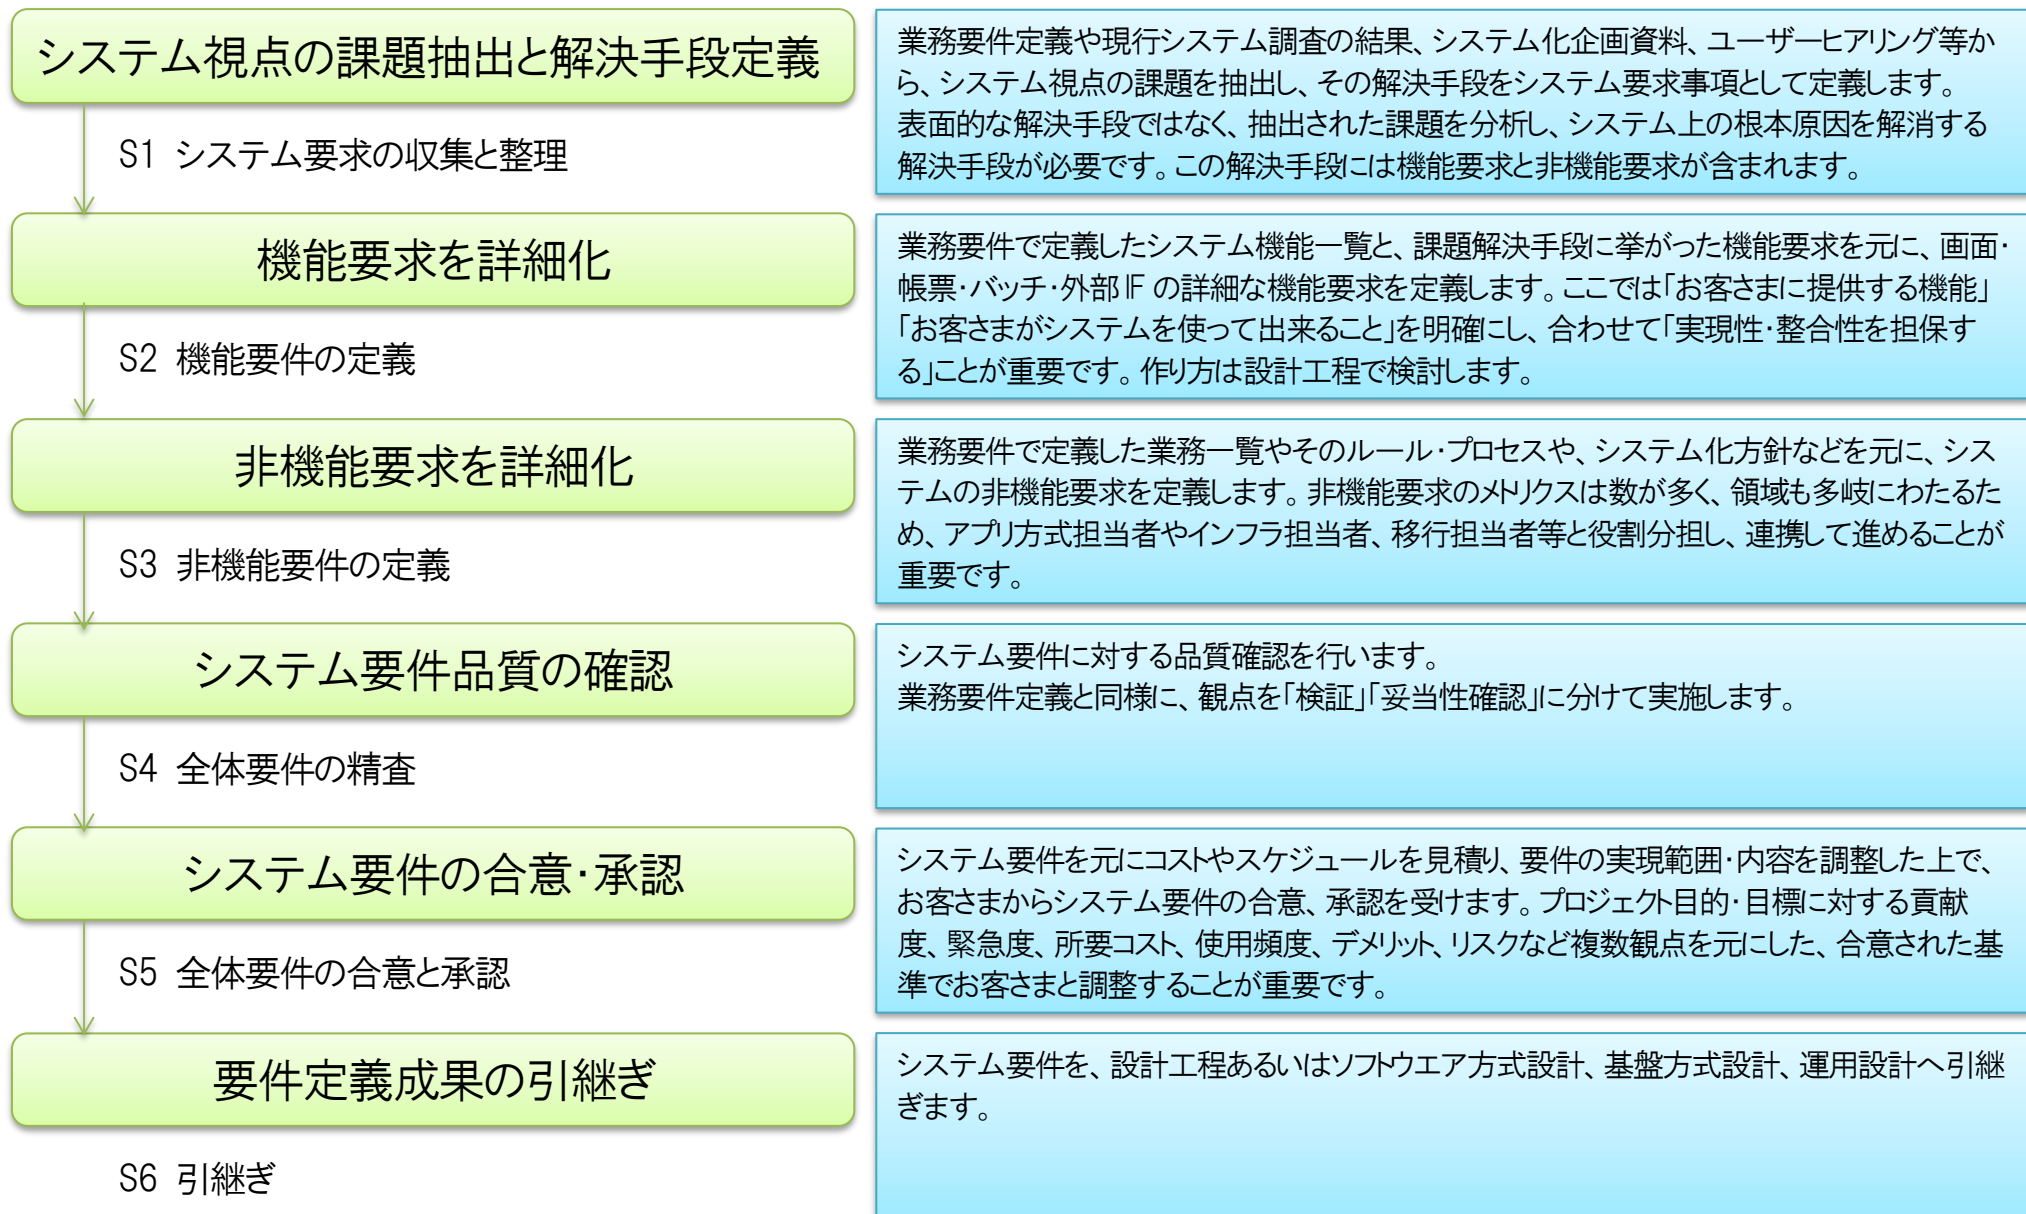 システム視点の課題抽出と解決手段定義
業務要件定義や現行システム調査の結果、システム化企画資料、ユーザーヒアリング等か
ら、システム視点の課題を抽出し、その解決手段をシステム要求事項として定義します。
表面的な解決手段ではなく、抽出された課題を分析し、システム上の根本原因を解消する
解決手段が必要です。この解決手段には機能要求と非機能要求が含まれます。
S1 システム要求の収集と整理
機能要求を詳細化
業務要件で定義したシステム機能一覧と、課題解決手段に挙がった機能要求を元に、画面・
帳票・バッチ・外部IFの詳細な機能要求を定義します。ここでは「お客さまに提供する機能」
「お客さまがシステムを使って出来ること」を明確にし、合わせて「実現性・整合性を担保す
る」ことが重要です。作り方は設計工程で検討します。
S2 機能要件の定義
非機能要求を詳細化
業務要件で定義した業務一覧やそのルール・プロセスや、システム化方針などを元に、シス
テムの非機能要求を定義します。非機能要求のメトリクスは数が多く、領域も多岐にわたるた
め、アプリ方式担当者やインフラ担当者、移行担当者等と役割分担し、連携して進めることが
重要です。
S3 非機能要件の定義
システム要件品質の確認
システム要件に対する品質確認を行います。
業務要件定義と同様に、観点を「検証」「妥当性確認」に分けて実施します。
S4 全体要件の精査
システム要件の合意・承認
システム要件を元にコストやスケジュールを見積り、要件の実現範囲・内容を調整した上で、
お客さまからシステム要件の合意、承認を受けます。プロジェクト目的・目標に対する貢献
度、緊急度、所要コスト、使用頻度、デメリット、リスクなど複数観点を元にした、合意された基
準でお客さまと調整することが重要です。
S5 全体要件の合意と承認
要件定義成果の引継ぎ
システム要件を、設計工程あるいはソフトウエア方式設計、基盤方式設計、運用設計へ引継
ぎます。
S6 引継ぎ